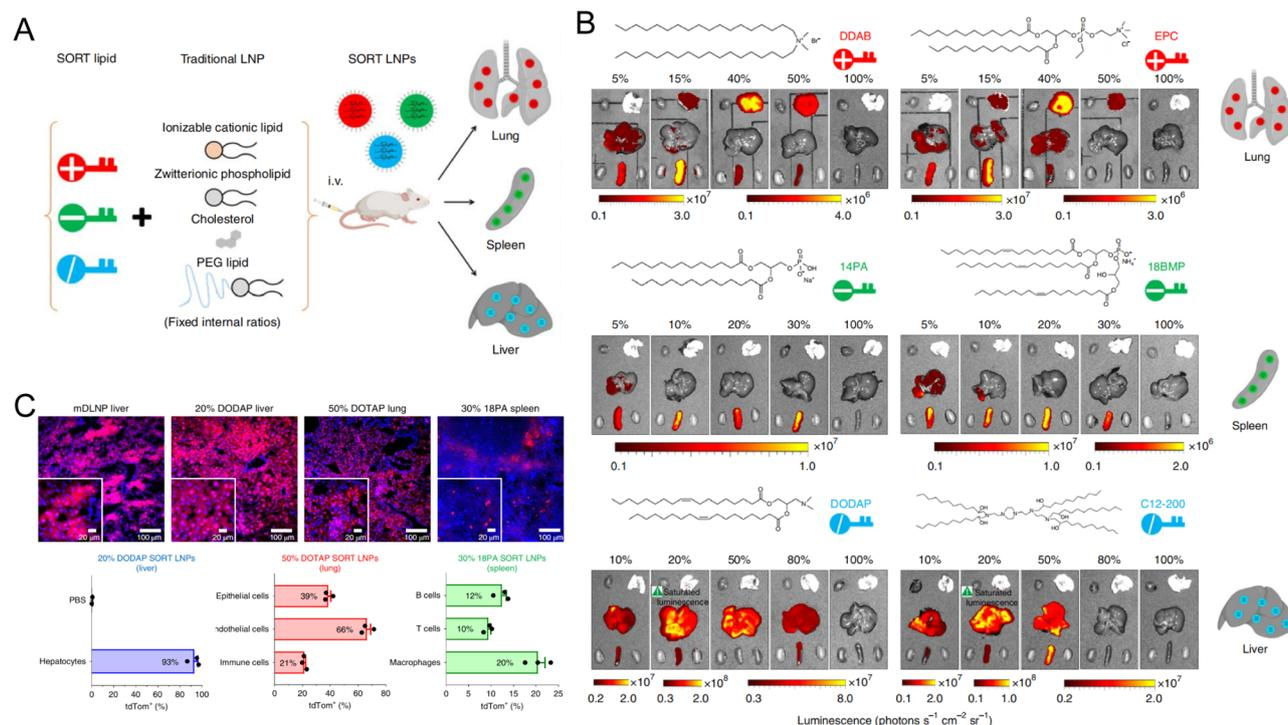 A
SORT lipid
Traditional LNP
SORT LNPs
Ionizable cationic lipid
Zwitterionic phospholipid
Cholesterol
PEG lipid
(Fixed internal ratios)
i.v.
Lung
Spleen
Liver
B
DDAB
5% 15% 40% 50% 100%
0.1 3.0 ×10⁷ 0.1 4.0 ×10⁶
EPC
5% 15% 40% 50% 100%
0.1 3.0 ×10⁷ 0.1 3.0 ×10⁶
Lung
14PA
5% 10% 20% 30% 100%
0.1 1.0 ×10⁷
18BMP
5% 10% 20% 30% 100%
0.1 1.0 ×10⁷ 0.1 2.0 ×10⁶
Spleen
DODAP
10% 20% 50% 80% 100%
Saturated
luminescence
0.2 2.0 ×10⁷ 0.3 2.0 ×10⁸ 0.3 8.0 ×10⁷
C12-200
10% 20% 50% 80% 100%
Saturated
luminescence
0.1 2.0 ×10⁷ 0.1 1.0 ×10⁸ 0.2 2.0 ×10⁷
Liver
Luminescence (photons s⁻¹ cm⁻² sr⁻¹)
C
mDLNP liver
20% DODAP liver
50% DOTAP lung
30% 18PA spleen
20 μm 100 μm
20 μm 100 μm
20 μm 100 μm
20 μm 100 μm
20% DODAP SORT LNPs
(liver)
PBS
Hepatocytes
93%
0 20 40 60 80 100
tdTom⁺ (%)
50% DOTAP SORT LNPs
(lung)
Epithelial cells 39%
ndothelial cells 66%
Immune cells 21%
0 20 40 60 80
tdTom⁺ (%)
30% 18PA SORT LNPs
(spleen)
B cells 12%
T cells 10%
Macrophages 20%
0 5 10 15 20 25
tdTom⁺ (%)